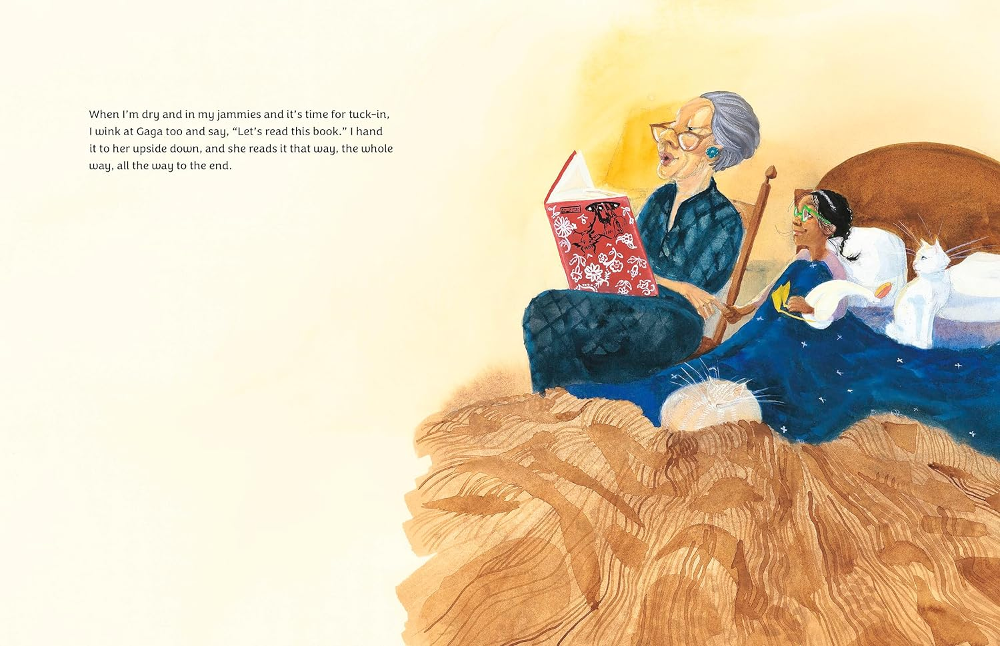 When I'm dry and in my jammies and it's time for tuck-in,
I wink at Gaga too and say, “Let's read this book.” I hand
it to her upside down, and she reads it that way, the whole
way, all the way to the end.